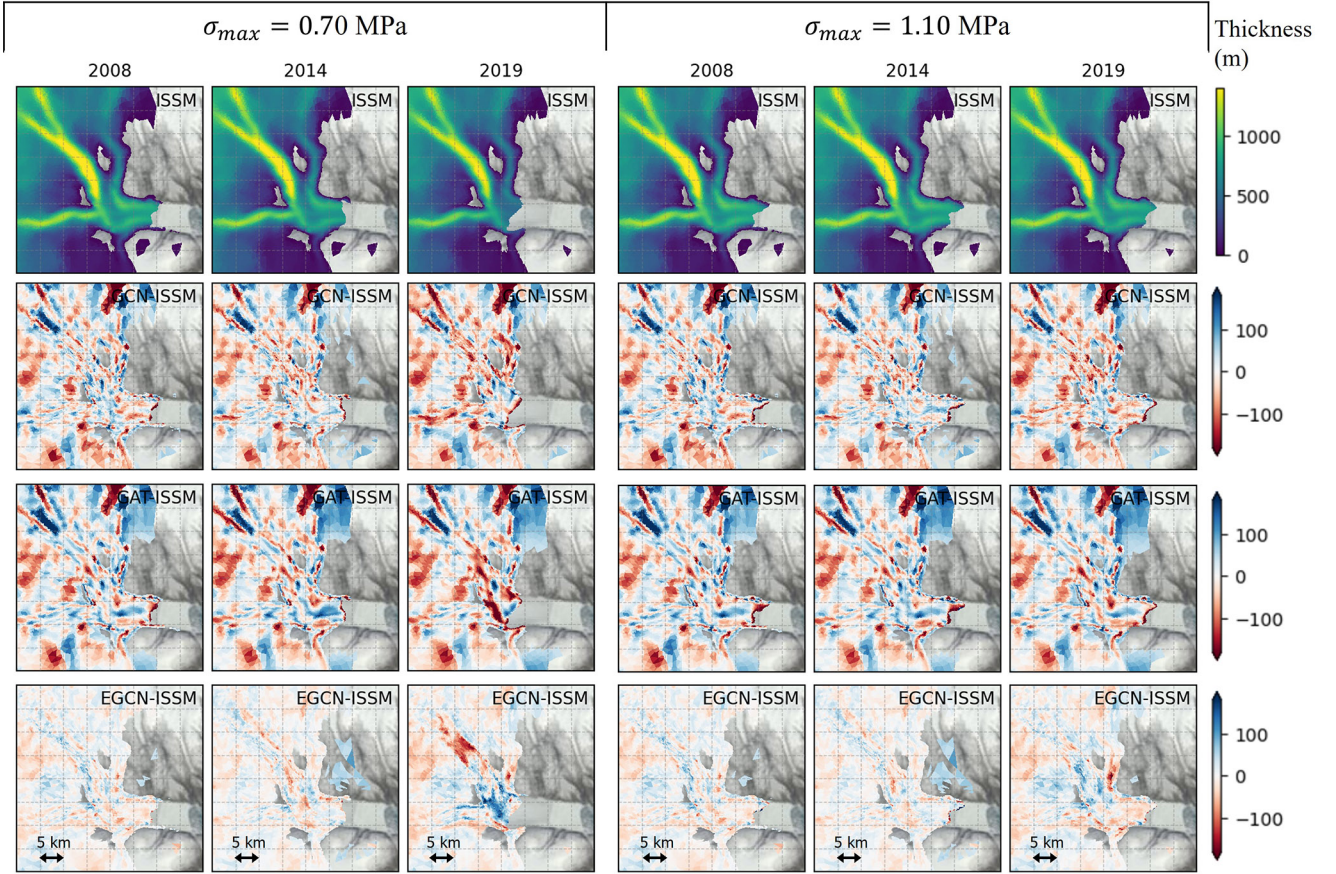 σ_max = 0.70 MPa σ_max = 1.10 MPa Thickness
(m)
2008 2014 2019 2008 2014 2019
ISSM ISSM ISSM ISSM ISSM ISSM
1000
500
0
GCN-ISSM GCN-ISSM GCN-ISSM GCN-ISSM GCN-ISSM GCN-ISSM
100
0
−100
GAT-ISSM GAT-ISSM GAT-ISSM GAT-ISSM GAT-ISSM GAT-ISSM
100
0
−100
EGCN-ISSM EGCN-ISSM EGCN-ISSM EGCN-ISSM EGCN-ISSM EGCN-ISSM
100
0
−100
5 km 5 km 5 km 5 km 5 km 5 km